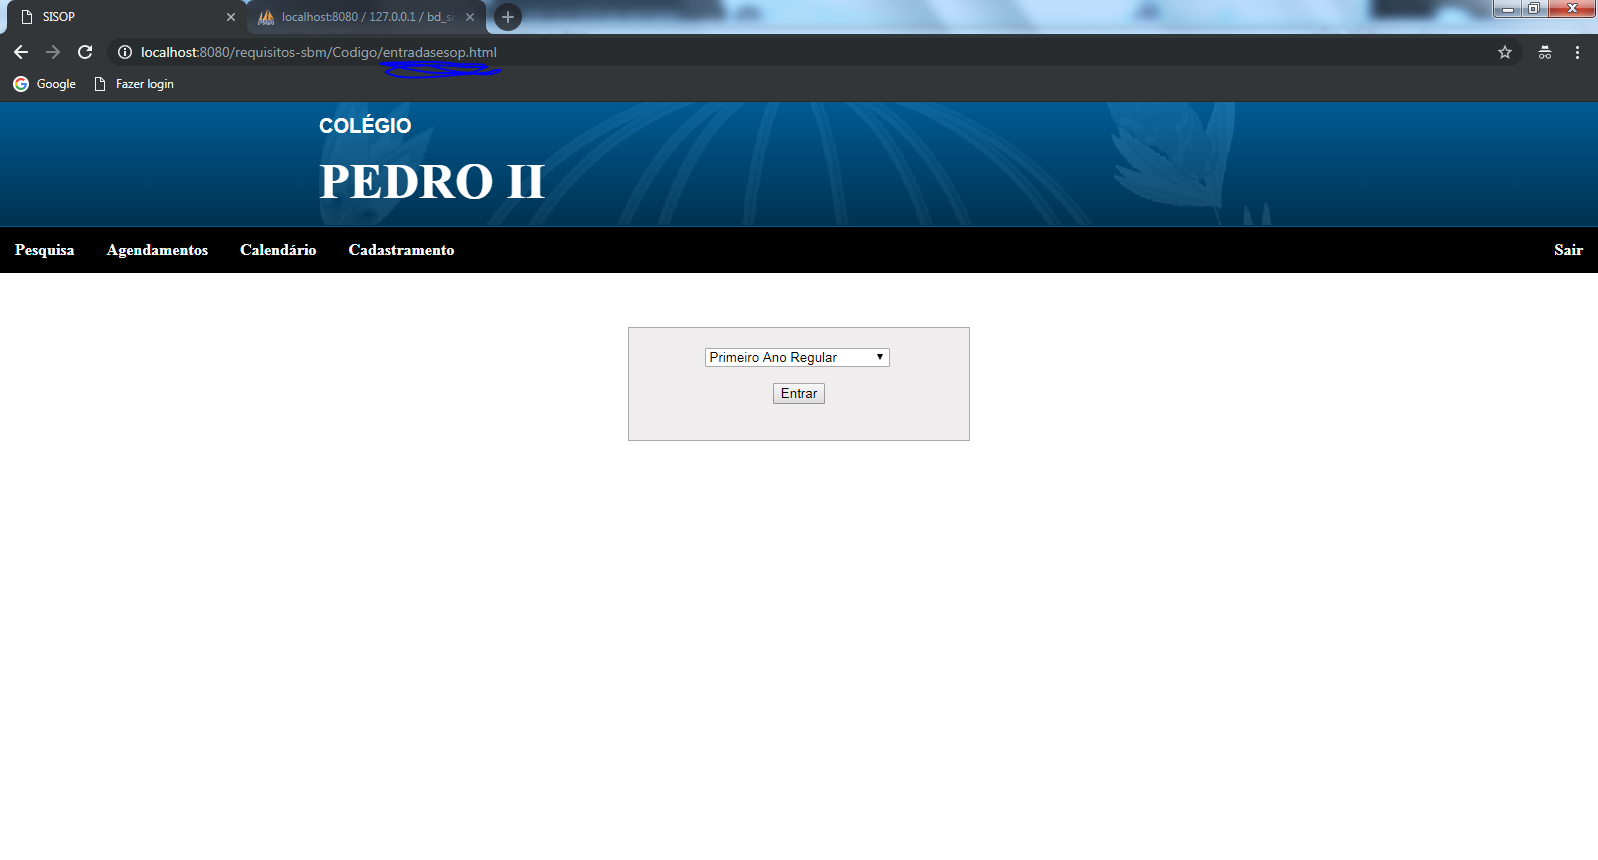 SISOP
localhost:8080 / 127.0.0.1 / bd_si
localhost:8080/requisitos-sbm/Codigo/entradasesop.html
Google
Fazer login
COLÉGIO
PEDRO II
Pesquisa Agendamentos Calendário Cadastramento Sair
Primeiro Ano Regular
Entrar